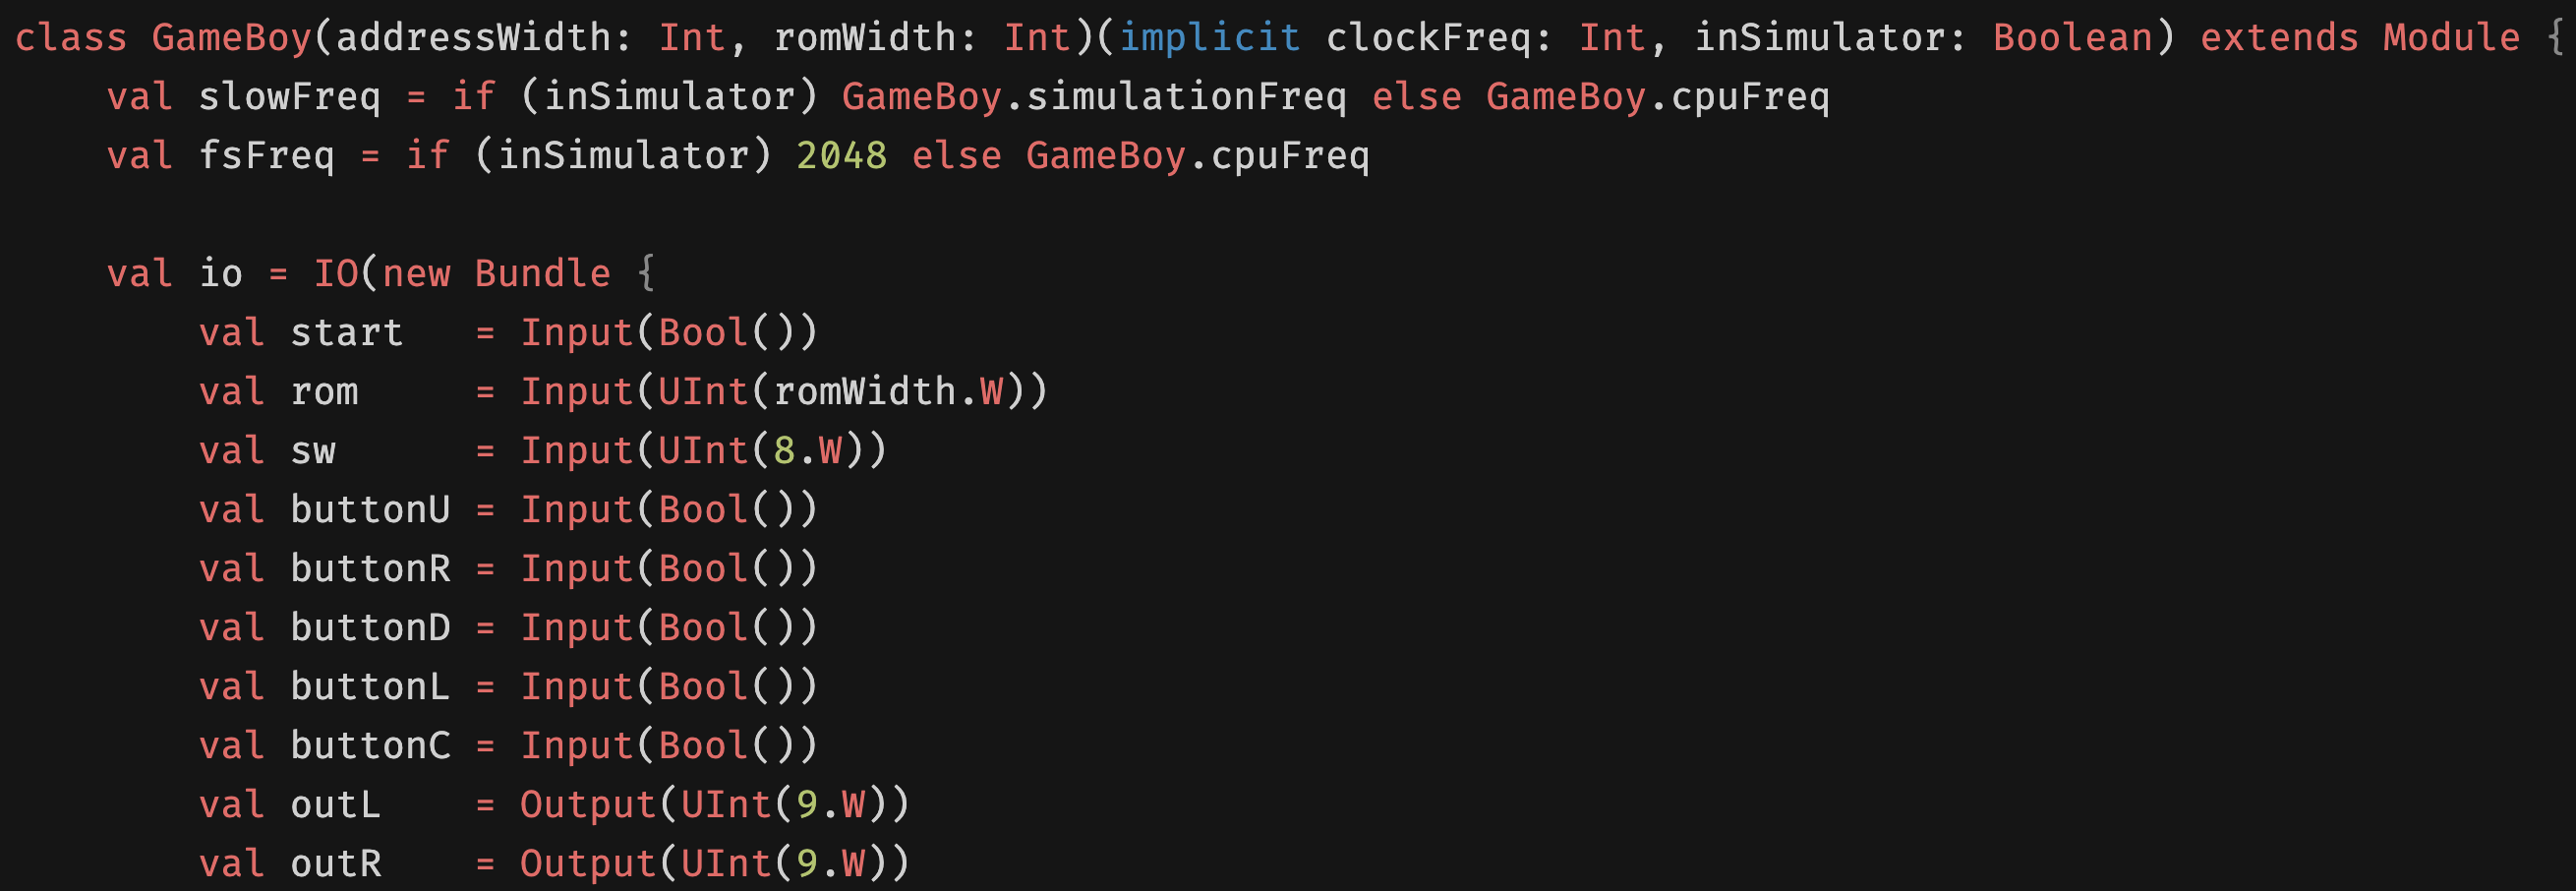 class GameBoy(addressWidth: Int, romWidth: Int)(implicit clockFreq: Int, inSimulator: Boolean) extends Module {
    val slowFreq = if (inSimulator) GameBoy.simulationFreq else GameBoy.cpuFreq
    val fsFreq = if (inSimulator) 2048 else GameBoy.cpuFreq

    val io = IO(new Bundle {
        val start   = Input(Bool())
        val rom     = Input(UInt(romWidth.W))
        val sw      = Input(UInt(8.W))
        val buttonU = Input(Bool())
        val buttonR = Input(Bool())
        val buttonD = Input(Bool())
        val buttonL = Input(Bool())
        val buttonC = Input(Bool())
        val outL    = Output(UInt(9.W))
        val outR    = Output(UInt(9.W))